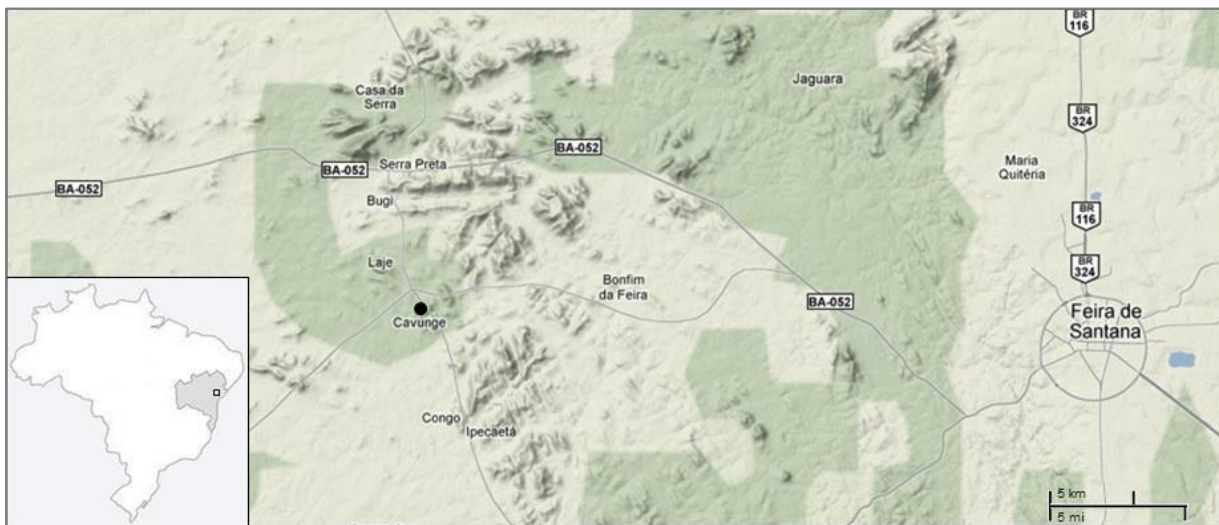 BR
116
Jaguara
Casa da
Serra
BR
324
BA-052
Serra Preta
BA-052
Maria
Quitéria
BA-052
Bugi
BR
116
Laje
BR
324
Bonfim
da Feira
BA-052
Cavunge
Feira de
Santana
Congo
Ipecaetá
5 km
5 mi